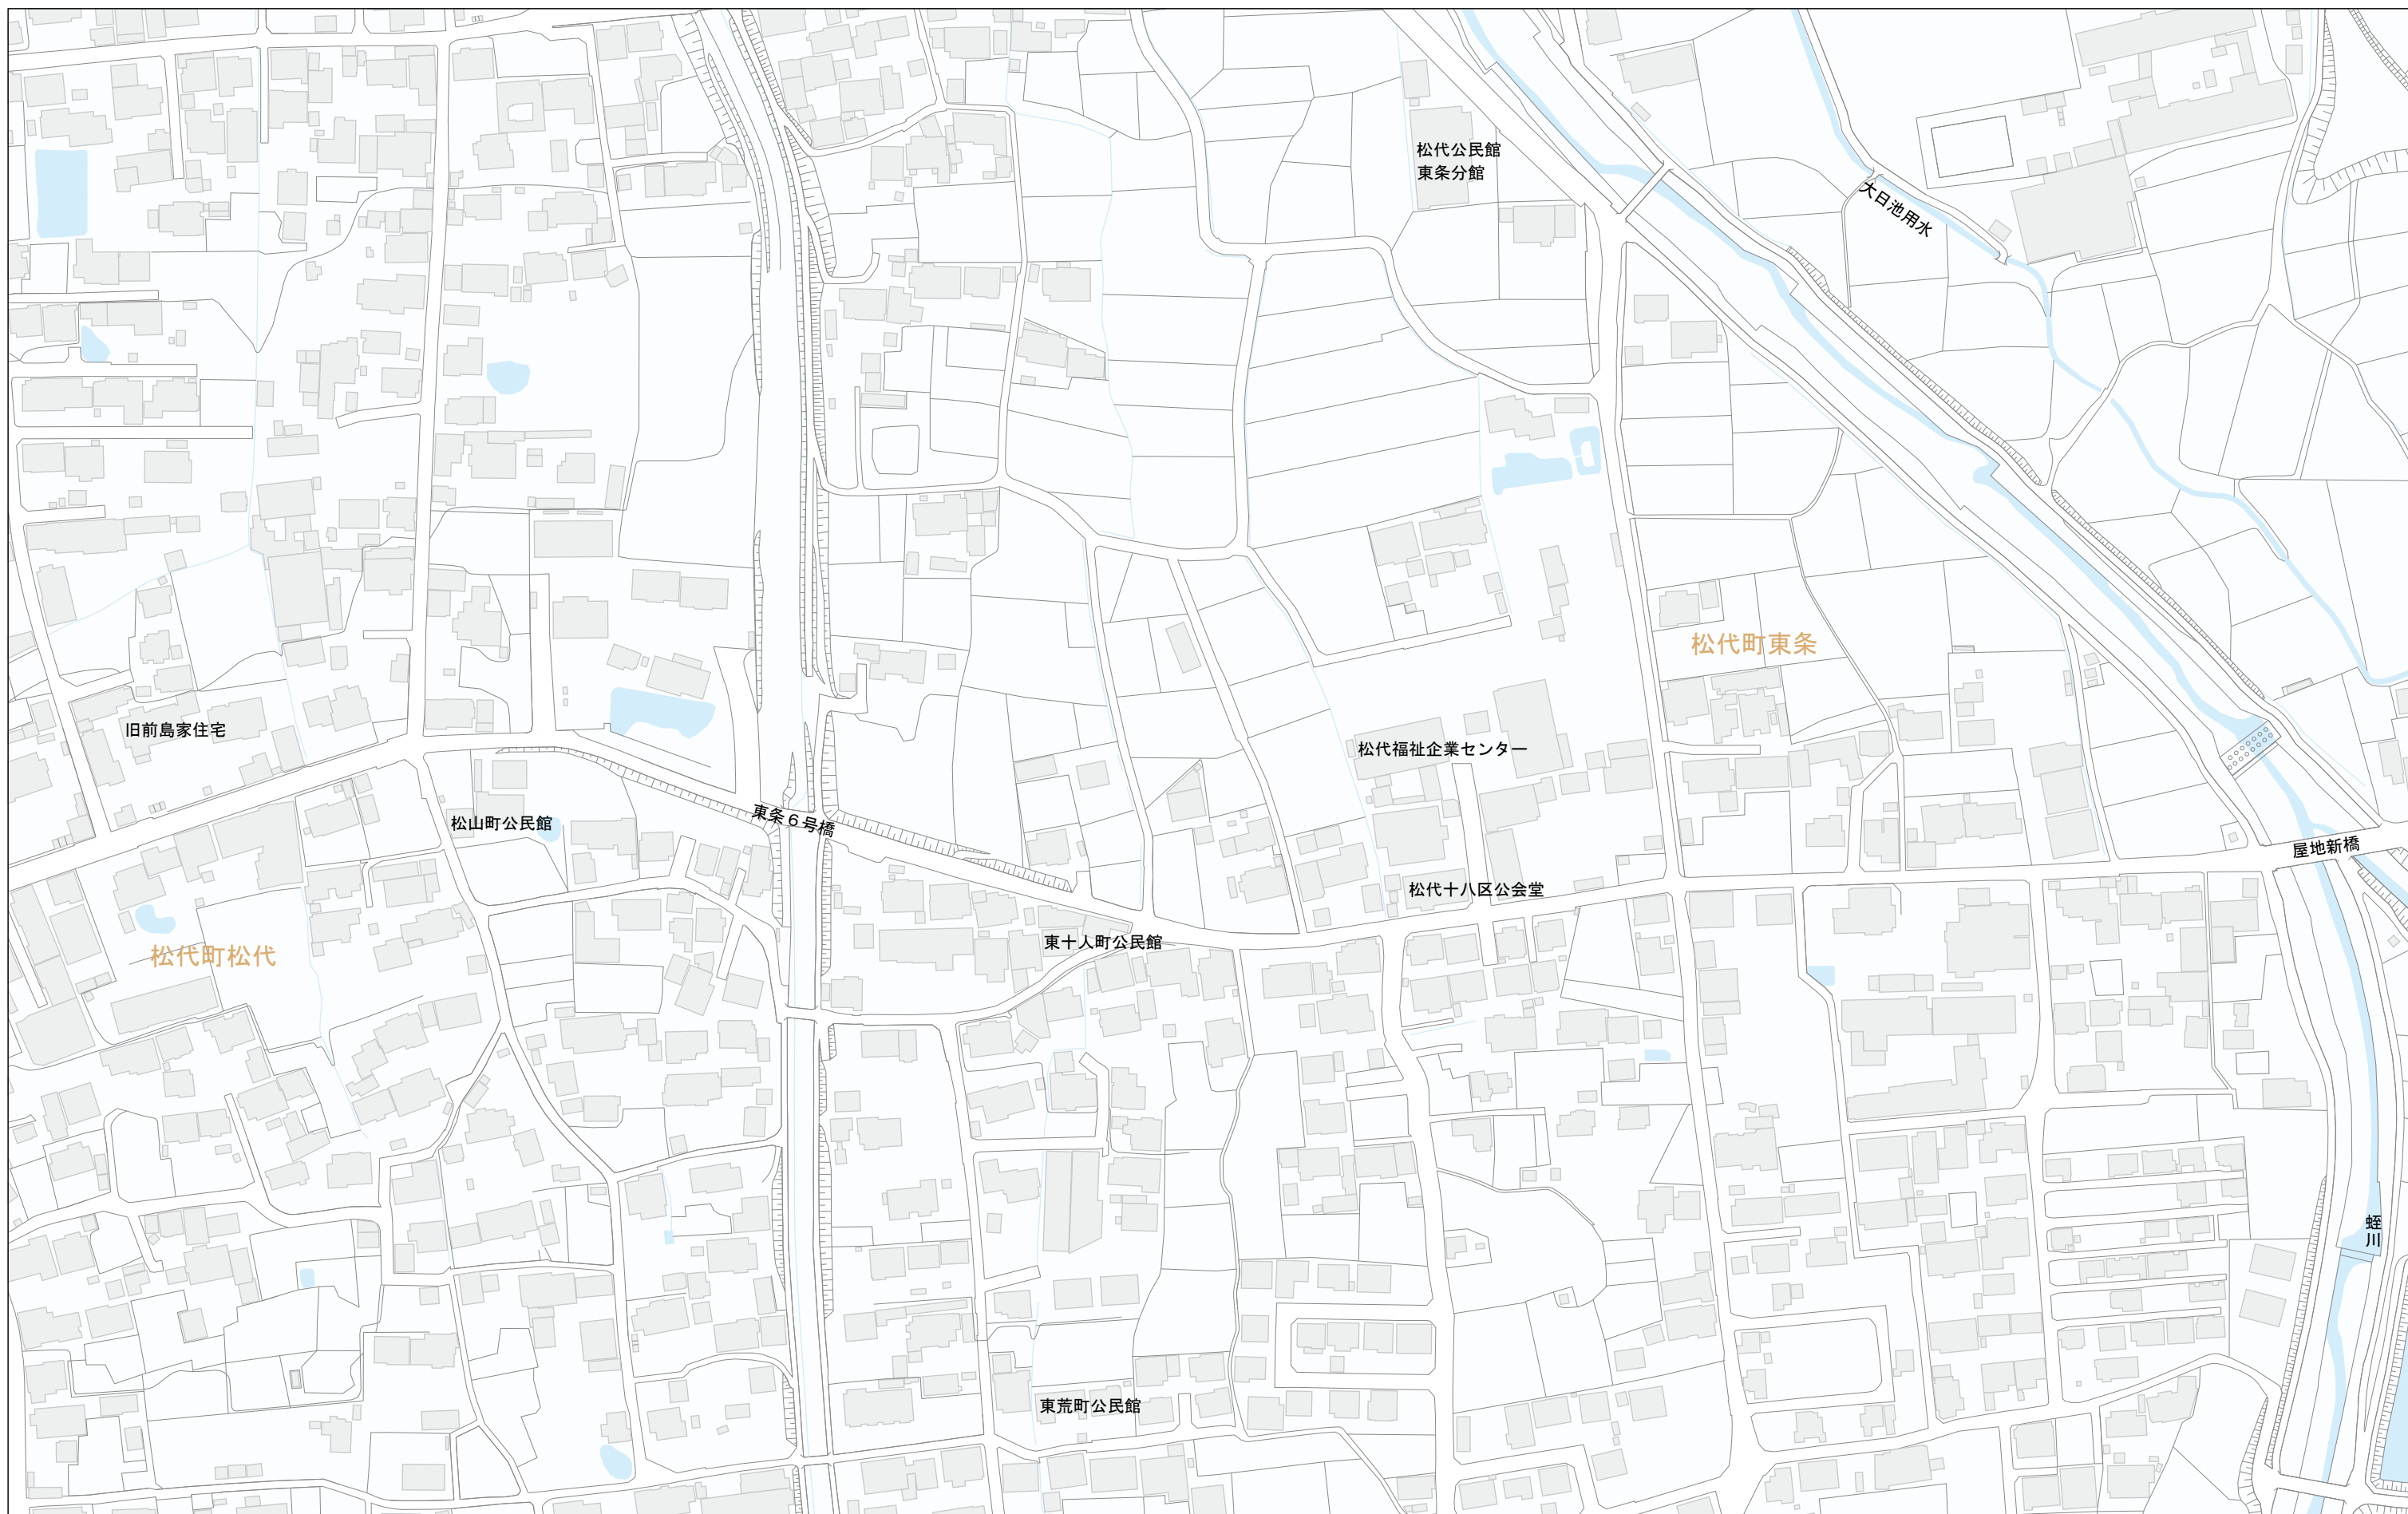 松代公民館
東条分館
大日池用水
松代町東条
旧前島家住宅
松代福祉企業センター
松山町公民館
東条６号橋
屋地新橋
松代十八区公会堂
東十人町公民館
松代町松代
蛭川
東荒町公民館